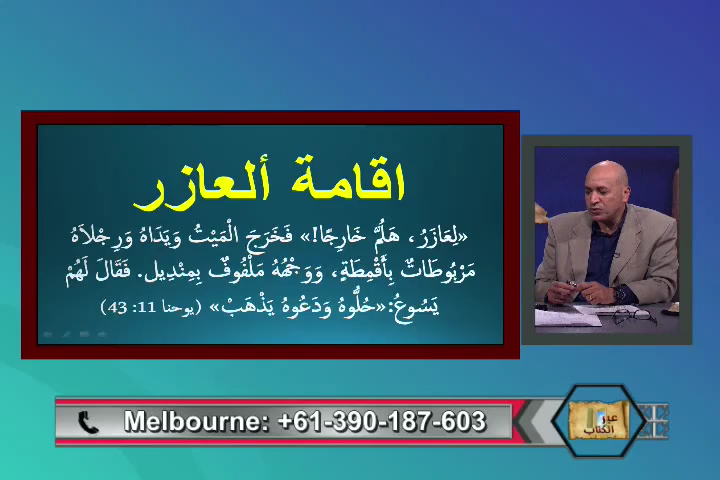 اقامة ألعازر
«لِعَازَرُ، هَلُمَّ خَارِجًا!» فَخَرَجَ الْمَيْتُ وَيَدَاهُ وَرِجْلاَهُ
مَرْبُوطَاتٌ بِأَقْمِطَةٍ، وَوَجْهُهُ مَلْفُوفٌ بِمِنْدِيل. فَقَالَ لَهُمْ
يَسُوعُ:«حُلُّوهُ وَدَعُوهُ يَذْهَبْ» (يوحنا 11: 43)
Melbourne: +61-390-187-603
عبر
الكتاب